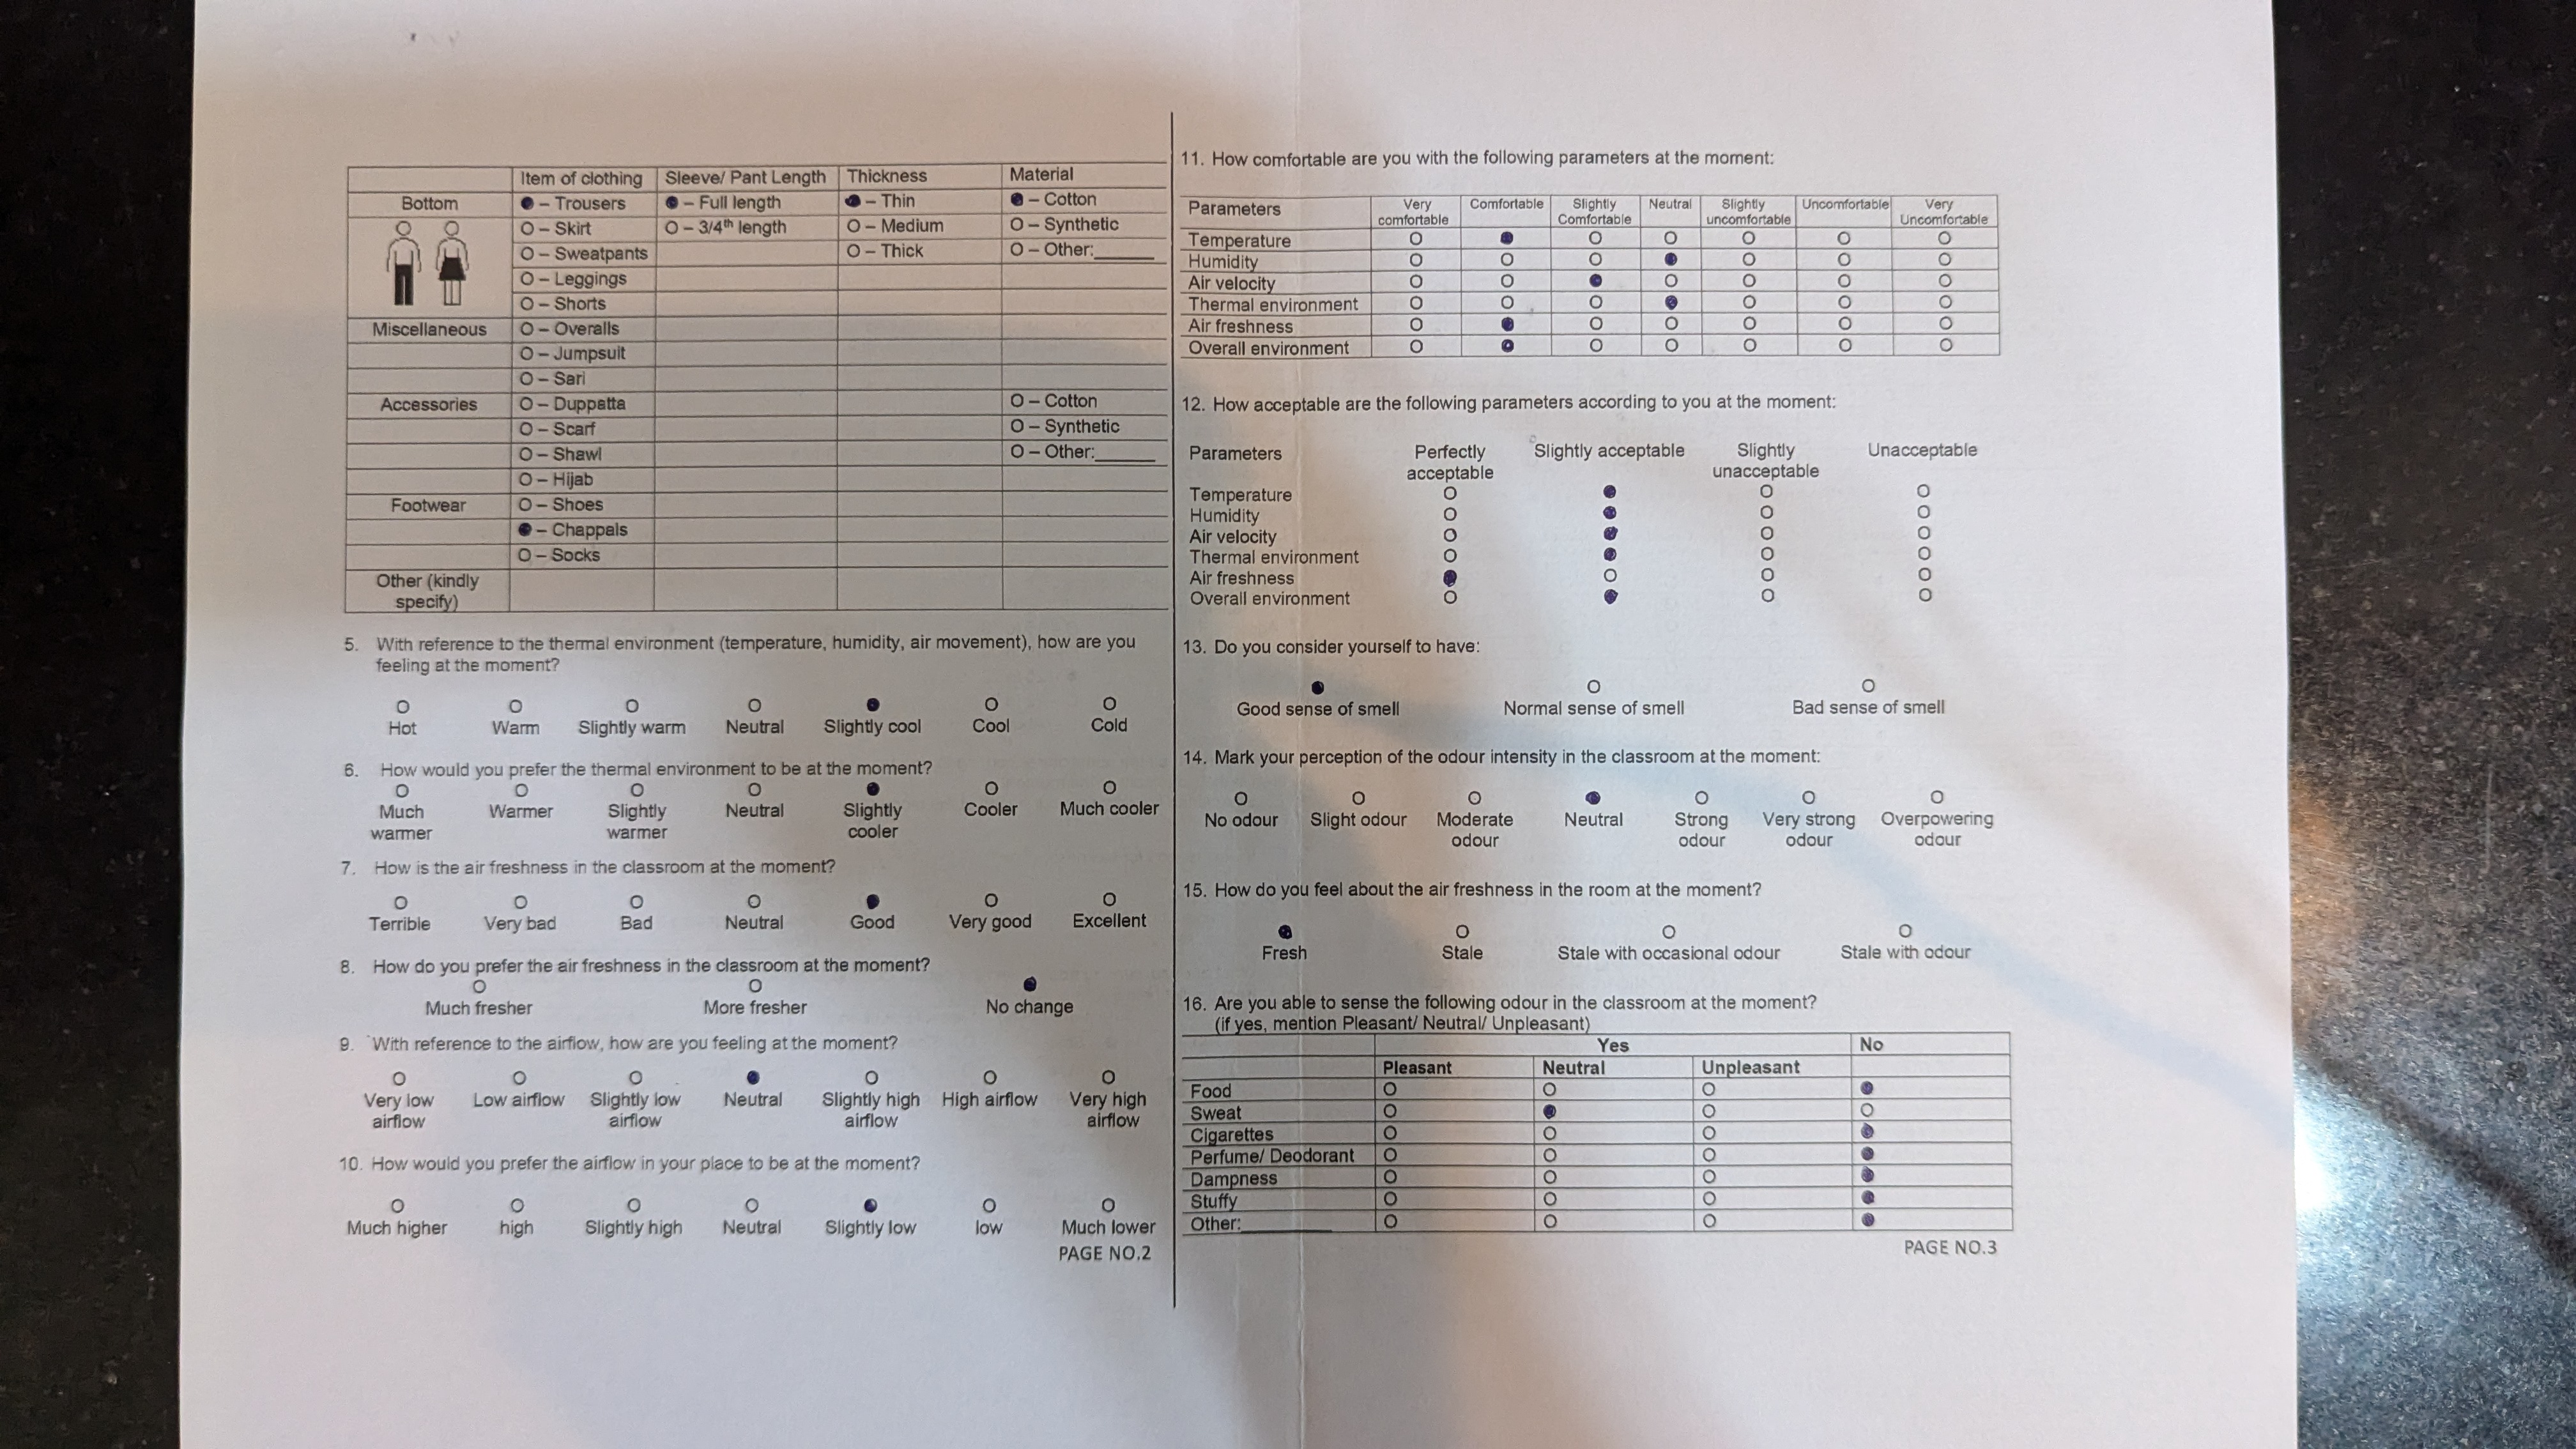 Item of clothing Sleeve/ Pant Length Thickness Material
Bottom – Trousers – Full length – Thin – Cotton
O – Skirt O – 3/4th length O – Medium O – Synthetic
O – Sweatpants O – Thick O – Other:______
O – Leggings
O – Shorts
Miscellaneous O – Overalls
O – Jumpsuit
O – Sari
Accessories O – Duppatta O – Cotton
O – Scarf O – Synthetic
O – Shawl O – Other:______
O – Hijab
Footwear O – Shoes
– Chappals
O – Socks
Other (kindly
specify)
5. With reference to the thermal environment (temperature, humidity, air movement), how are you
feeling at the moment?
Hot Warm Slightly warm Neutral Slightly cool Cool Cold
6. How would you prefer the thermal environment to be at the moment?
Much Warmer Slightly Neutral Slightly Cooler Much cooler
warmer warmer cooler
7. How is the air freshness in the classroom at the moment?
Terrible Very bad Bad Neutral Good Very good Excellent
8. How do you prefer the air freshness in the classroom at the moment?
Much fresher More fresher No change
9. With reference to the airflow, how are you feeling at the moment?
Very low Low airflow Slightly low Neutral Slightly high High airflow Very high
airflow airflow airflow airflow
10. How would you prefer the airflow in your place to be at the moment?
Much higher high Slightly high Neutral Slightly low low Much lower
PAGE NO.2
11. How comfortable are you with the following parameters at the moment:
Parameters Very Comfortable Slightly Neutral Slightly Uncomfortable Very
comfortable Comfortable uncomfortable Uncomfortable
Temperature
Humidity
Air velocity
Thermal environment
Air freshness
Overall environment
12. How acceptable are the following parameters according to you at the moment:
Parameters Perfectly Slightly acceptable Slightly Unacceptable
acceptable unacceptable
Temperature
Humidity
Air velocity
Thermal environment
Air freshness
Overall environment
13. Do you consider yourself to have:
Good sense of smell Normal sense of smell Bad sense of smell
14. Mark your perception of the odour intensity in the classroom at the moment:
No odour Slight odour Moderate Neutral Strong Very strong Overpowering
odour odour odour odour
15. How do you feel about the air freshness in the room at the moment?
Fresh Stale Stale with occasional odour Stale with odour
16. Are you able to sense the following odour in the classroom at the moment?
(if yes, mention Pleasant/ Neutral/ Unpleasant)
Yes No
Pleasant Neutral Unpleasant
Food
Sweat
Cigarettes
Perfume/ Deodorant
Dampness
Stuffy
Other:__________
PAGE NO.3